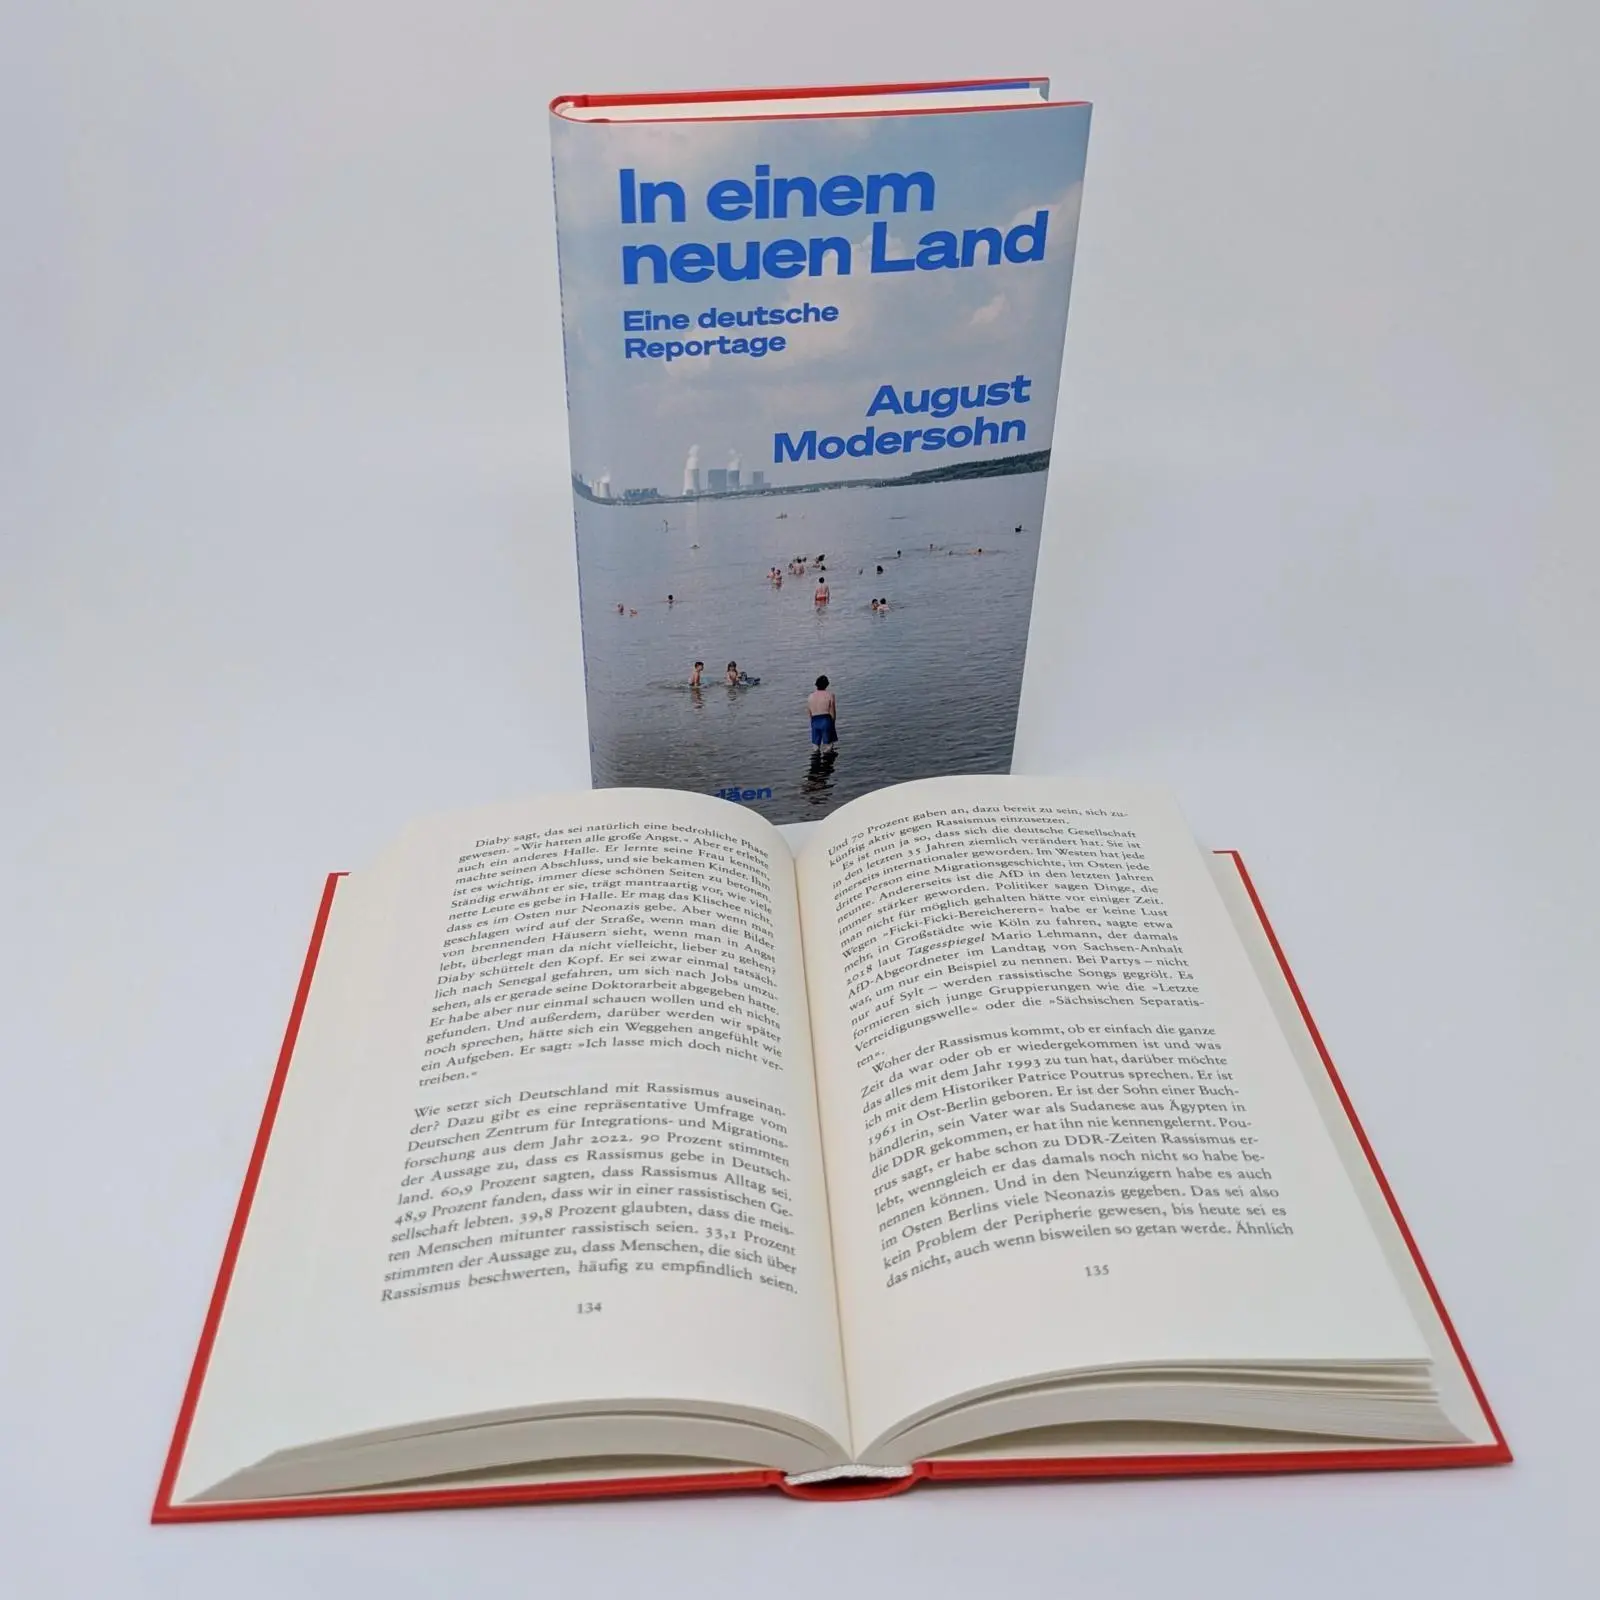 In einem
neuen Land
Eine deutsche
Reportage
August
Modersohn
Diaby sagt, das sei natürlich eine bedrohliche Phase
gewesen. »Wir hatten alle große Angst.« Aber er erlebte
auch ein anderes Halle. Er lernte seine Frau kennen,
machte seinen Abschluss, und sie bekamen Kinder. Ihm
ist es wichtig, immer diese schönen Seiten zu betonen.
Ständig erwähnt er sie, trägt mantraartig vor, wie viele
nette Leute es gebe in Halle. Er mag das Klischee nicht,
dass es im Osten nur Neonazis gebe. Aber wenn man
geschlagen wird auf der Straße, wenn man die Bilder
von brennenden Häusern sieht, wenn man in Angst
lebt, überlegt man da nicht vielleicht, lieber zu gehen?
Diaby schüttelt den Kopf. Er sei zwar einmal tatsäch-
lich nach Senegal gefahren, um sich nach Jobs umzu-
sehen, als er gerade seine Doktorarbeit abgegeben hatte.
Er habe aber nur einmal schauen wollen und eh nichts
gefunden. Und außerdem, darüber werden wir später
noch sprechen, hätte sich ein Weggehen angefühlt wie
ein Aufgeben. Er sagt: »Ich lasse mich doch nicht ver-
treiben.«
Wie setzt sich Deutschland mit Rassismus auseinan-
der? Dazu gibt es eine repräsentative Umfrage vom
Deutschen Zentrum für Integrations- und Migrations-
forschung aus dem Jahr 2022. 90 Prozent stimmten
der Aussage zu, dass es Rassismus gebe in Deutsch-
land. 60,9 Prozent sagten, dass Rassismus Alltag sei.
48,9 Prozent fanden, dass wir in einer rassistischen Ge-
sellschaft lebten. 39,8 Prozent glaubten, dass die meis-
ten Menschen mitunter rassistisch seien. 33,1 Prozent
stimmten der Aussage zu, dass Menschen, die sich über
Rassismus beschwerten, häufig zu empfindlich seien.
134
Und 70 Prozent gaben an, dazu bereit zu sein, sich zu-
künftig aktiv gegen Rassismus einzusetzen.
Es ist nun ja so, dass sich die deutsche Gesellschaft
in den letzten 35 Jahren ziemlich verändert hat. Sie ist
einerseits internationaler geworden. Im Westen hat jede
dritte Person eine Migrationsgeschichte, im Osten jede
neunte. Andererseits ist die AfD in den letzten Jahren
immer stärker geworden. Politiker sagen Dinge, die
man nicht für möglich gehalten hätte vor einiger Zeit.
Wegen »Ficki-Ficki-Bereicherern« habe er keine Lust
mehr, in Großstädte wie Köln zu fahren, sagte etwa
2018 laut Tagesspiegel Mario Lehmann, der damals
AfD-Abgeordneter im Landtag von Sachsen-Anhalt
war, um nur ein Beispiel zu nennen. Bei Partys – nicht
nur auf Sylt – werden rassistische Songs gegrölt. Es
formieren sich junge Gruppierungen wie die »Letzte
Verteidigungswelle« oder die »Sächsischen Separatis-
ten«.
Woher der Rassismus kommt, ob er einfach die ganze
Zeit da war oder ob er wiedergekommen ist und was
das alles mit dem Jahr 1993 zu tun hat, darüber möchte
ich mit dem Historiker Patrice Poutrus sprechen. Er ist
1961 in Ost-Berlin geboren. Er ist der Sohn einer Buch-
händlerin, sein Vater war als Sudanese aus Ägypten in
die DDR gekommen, er hat ihn nie kennengelernt. Pou-
trus sagt, er habe schon zu DDR-Zeiten Rassismus er-
lebt, wenngleich er das damals noch nicht so habe be-
nennen können. Und in den Neunzigern habe es auch
im Osten Berlins viele Neonazis gegeben. Das sei also
kein Problem der Peripherie gewesen, bis heute sei es
das nicht, auch wenn bisweilen so getan werde. Ähnlich
135